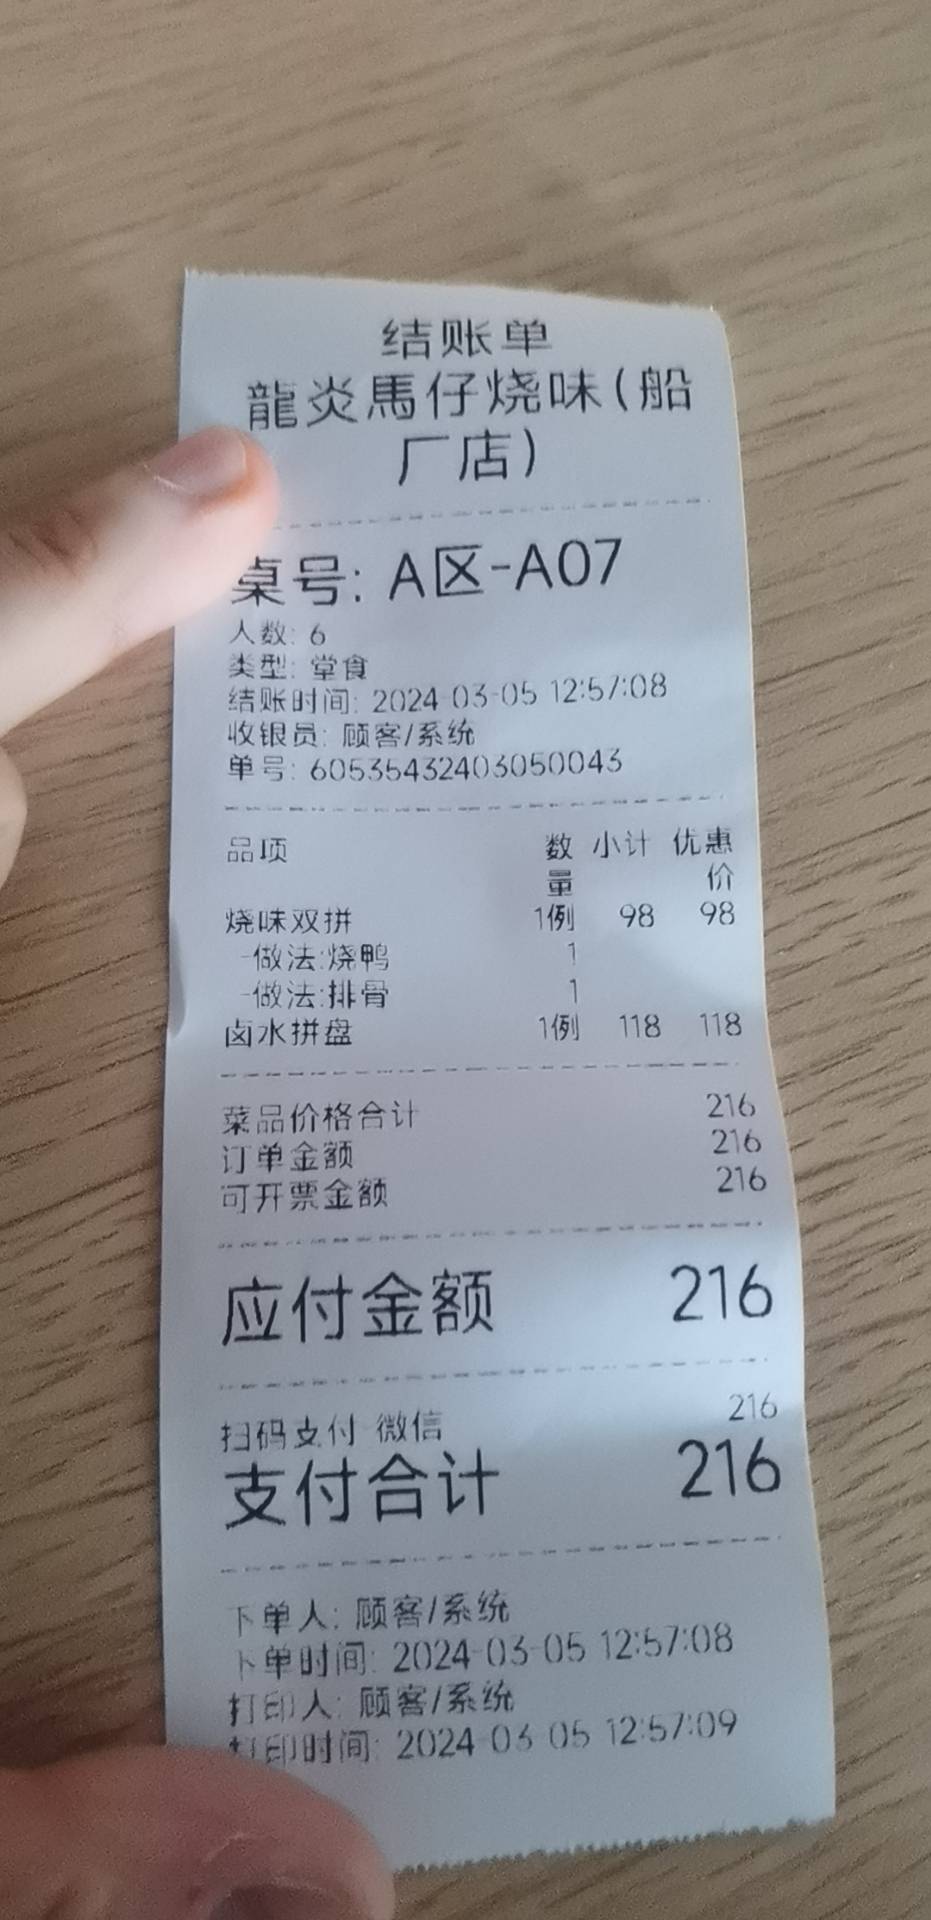 结账单
龍炎馬仔烧味(船
厂店)
桌号: A区-A07
人数: 6
类型: 堂食
结账时间: 2024-03-05 12:57:08
收银员: 顾客/系统
单号: 60535432403050043
品项 数量 小计 优惠价
烧味双拼 1例 98 98
-做法:烧鸭 1
-做法:排骨 1
卤水拼盘 1例 118 118
菜品价格合计 216
订单金额 216
可开票金额 216
应付金额 216
扫码支付-微信 216
支付合计 216
下单人: 顾客/系统
下单时间: 2024-03-05 12:57:08
打印人: 顾客/系统
打印时间: 2024-03-05 12:57:09